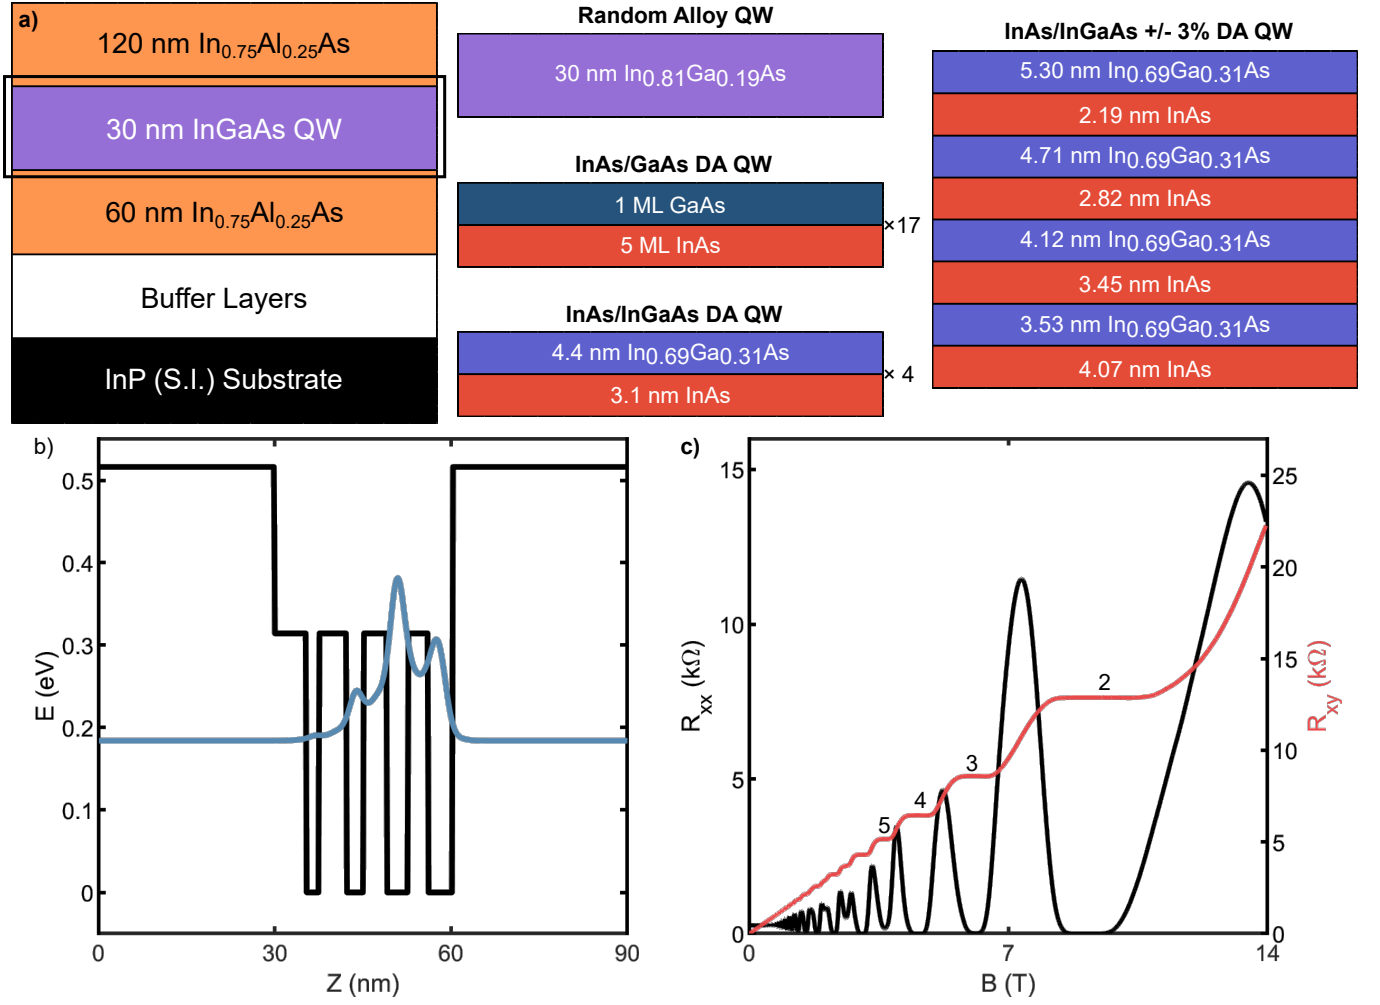 a)
120 nm In0.75Al0.25As
30 nm InGaAs QW
60 nm In0.75Al0.25As
Buffer Layers
InP (S.I.) Substrate
Random Alloy QW
30 nm In0.81Ga0.19As
InAs/GaAs DA QW
1 ML GaAs
5 ML InAs
×17
InAs/InGaAs DA QW
4.4 nm In0.69Ga0.31As
3.1 nm InAs
× 4
InAs/InGaAs +/- 3% DA QW
5.30 nm In0.69Ga0.31As
2.19 nm InAs
4.71 nm In0.69Ga0.31As
2.82 nm InAs
4.12 nm In0.69Ga0.31As
3.45 nm InAs
3.53 nm In0.69Ga0.31As
4.07 nm InAs
b)
0.5
0.4
0.3
0.2
0.1
0
E (eV)
0 30 60 90
Z (nm)
c)
15
10
5
0
Rxx (kΩ)
5
4
3
2
25
20
15
10
5
0
Rxy (kΩ)
0 7 14
B (T)